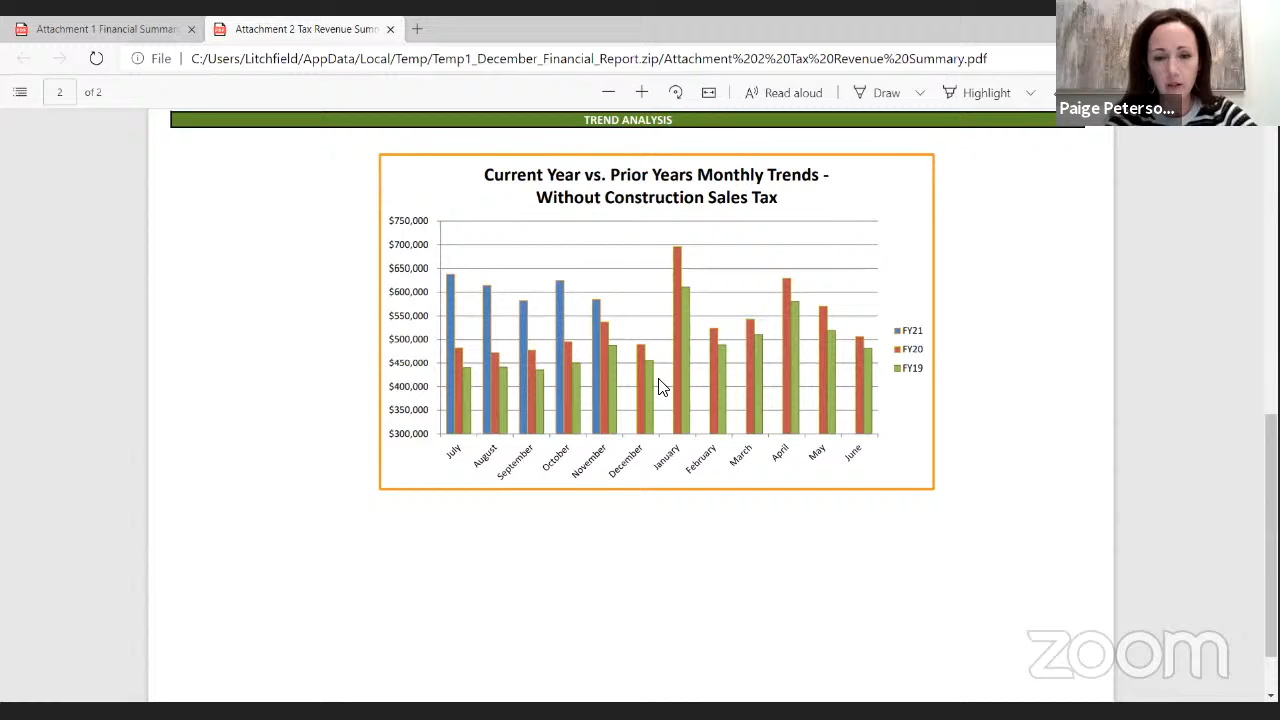 Attachment 1 Financial Summar
Attachment 2 Tax Revenue Sum
File
C:/Users/Litchfield/AppData/Local/Temp/Temp1_December_Financial_Report.zip/Attachment%202%20Tax%20Revenue%20Summary.pdf
2
of 2
Read aloud
Draw
Highlight
Paige Peterso...
TREND ANALYSIS
Current Year vs. Prior Years Monthly Trends -
Without Construction Sales Tax
$750,000
$700,000
$650,000
$600,000
$550,000
$500,000
$450,000
$400,000
$350,000
$300,000
July
August
September
October
November
December
January
February
March
April
May
June
FY21
FY20
FY19
zoom